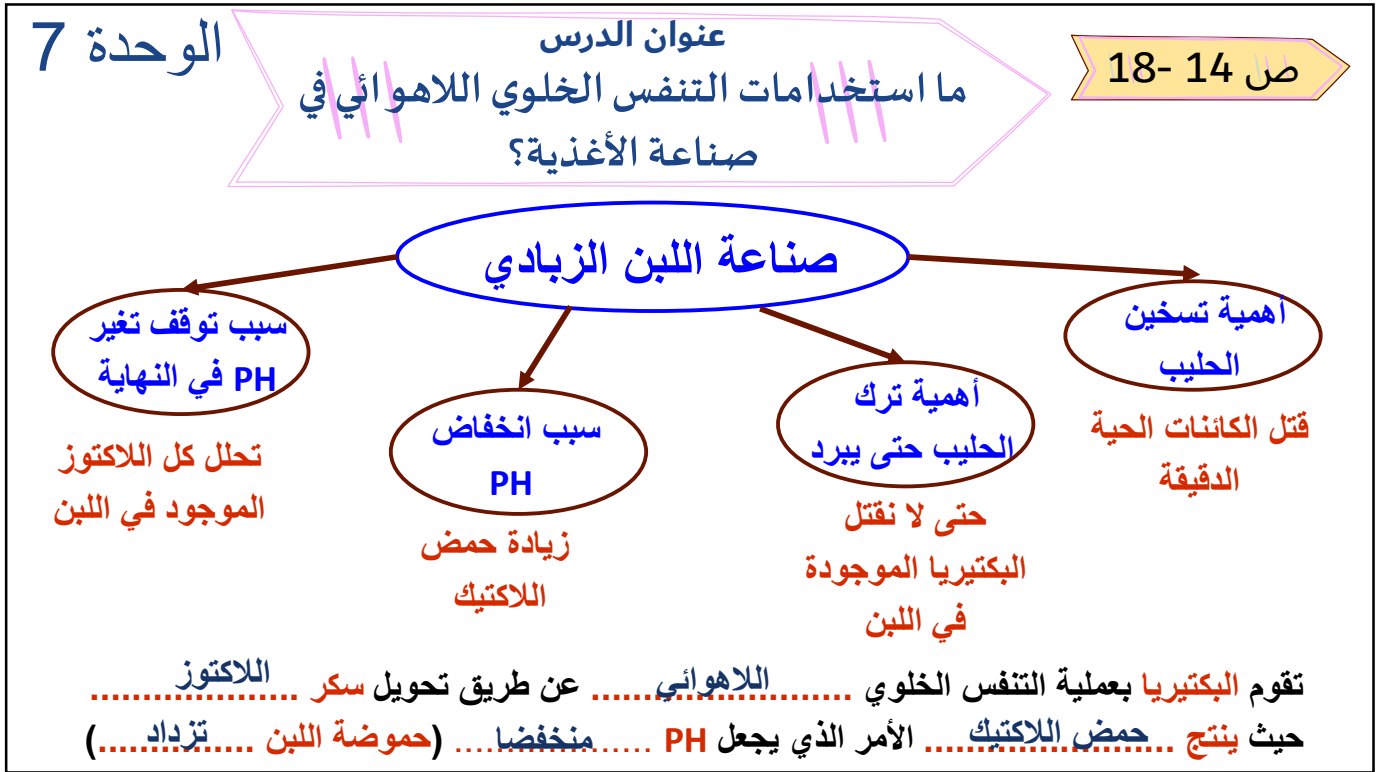 ص 14 -18
الوحدة 7
عنوان الدرس
ما استخدامات التنفس الخلوي اللاهوائي في
صناعة الأغذية؟
صناعة اللبن الزبادي
أهمية تسخين
الحليب
قتل الكائنات الحية
الدقيقة
أهمية ترك
الحليب حتى يبرد
حتى لا نقتل
البكتيريا الموجودة
في اللبن
سبب انخفاض
PH
زيادة حمض
اللاكتيك
سبب توقف تغير
PH في النهاية
تحلل كل اللاكتوز
الموجود في اللبن
تقوم البكتيريا بعملية التنفس الخلوي اللاهوائي عن طريق تحويل سكر اللاكتوز
حيث ينتج حمض اللاكتيك الأمر الذي يجعل PH منخفضا (حموضة اللبن تزداد)